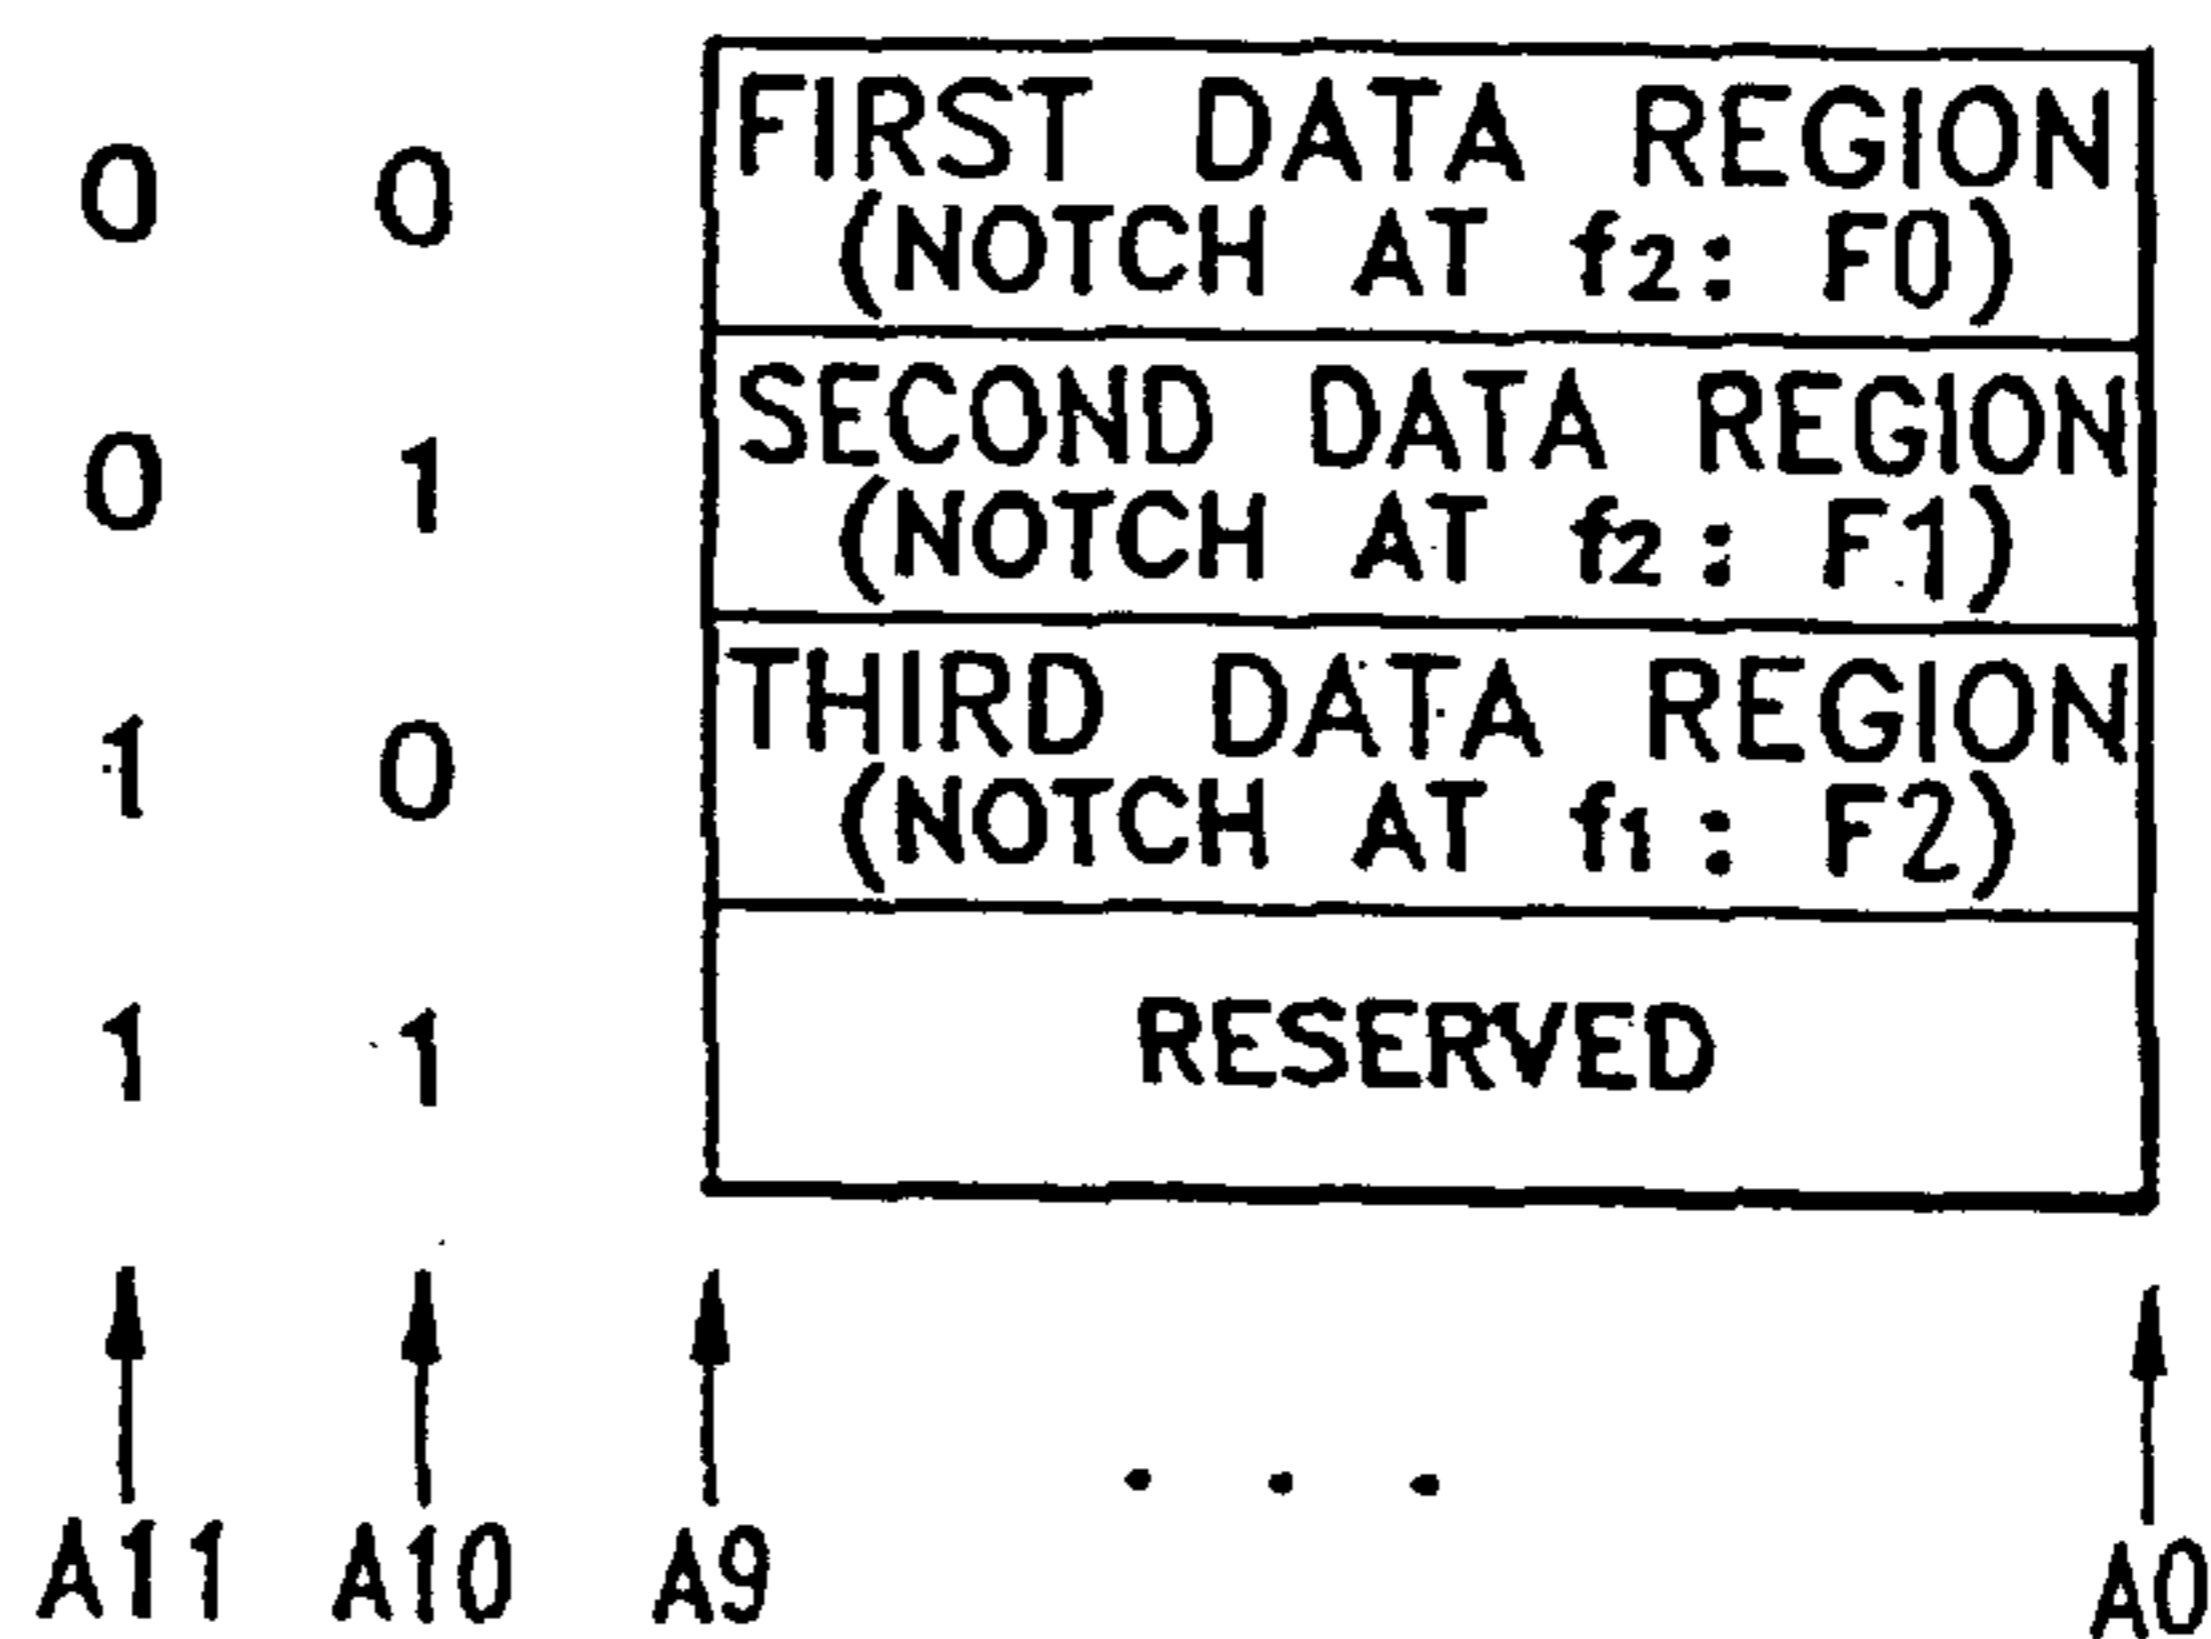 0 0 FIRST DATA REGION
(NOTCH AT f2: F0)
0 1 SECOND DATA REGION
(NOTCH AT f2: F1)
1 0 THIRD DATA REGION
(NOTCH AT f1: F2)
1 1 RESERVED
A11 A10 A9 ... A0